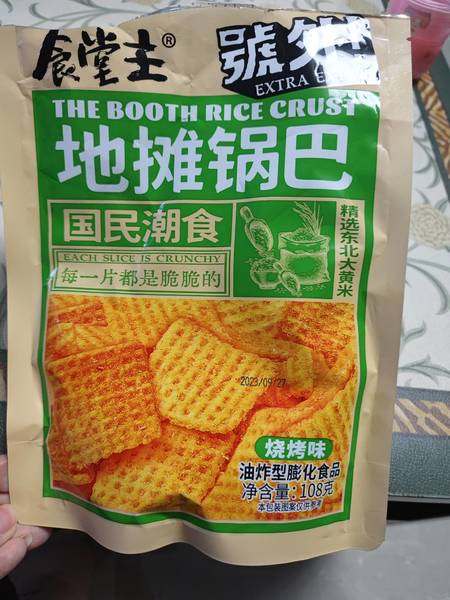 食堂主®
號外
EXTRA
THE BOOTH RICE CRUST
地摊锅巴
国民潮食
EACH SLICE IS CRUNCHY
每一片都是脆脆的
精选东北大黄米
2023/09/27
烧烤味
油炸型膨化食品
净含量：108克
本包装图案仅供参考